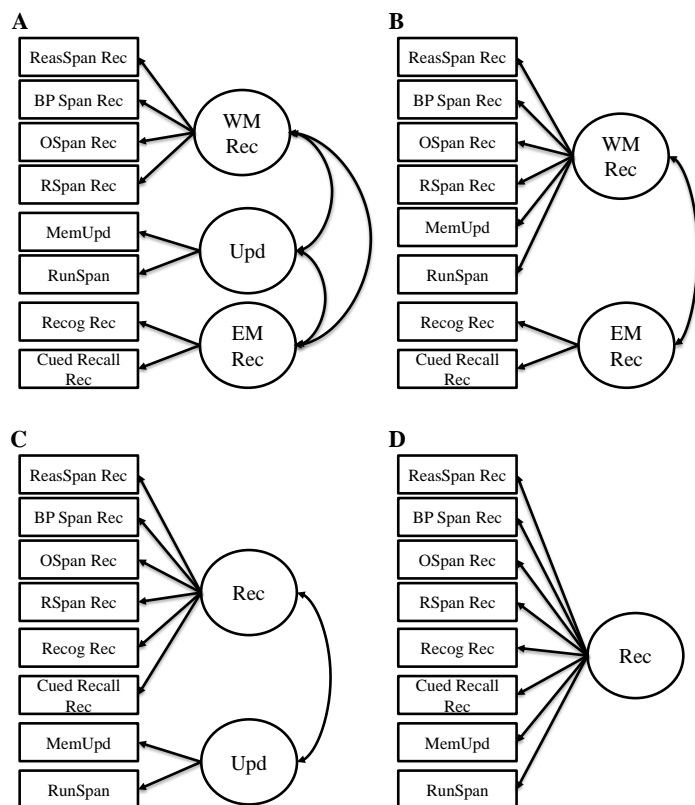 A
ReasSpan Rec
BP Span Rec
OSpan Rec
RSpan Rec
MemUpd
RunSpan
Recog Rec
Cued Recall
Rec
WM
Rec
Upd
EM
Rec
B
ReasSpan Rec
BP Span Rec
OSpan Rec
RSpan Rec
MemUpd
RunSpan
Recog Rec
Cued Recall
Rec
WM
Rec
EM
Rec
C
ReasSpan Rec
BP Span Rec
OSpan Rec
RSpan Rec
Recog Rec
Cued Recall
Rec
MemUpd
RunSpan
Rec
Upd
D
ReasSpan Rec
BP Span Rec
OSpan Rec
RSpan Rec
Recog Rec
Cued Recall
Rec
MemUpd
RunSpan
Rec